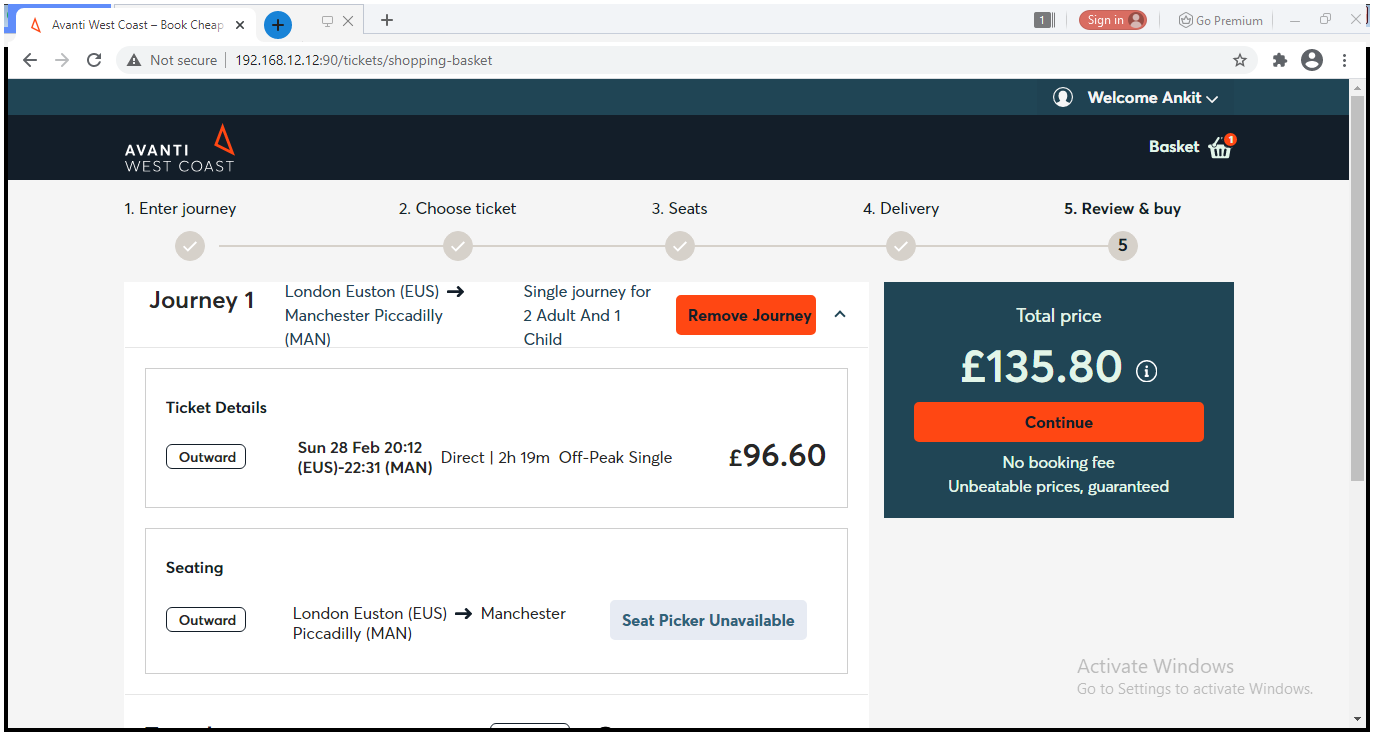 Avanti West Coast – Book Cheap
1
Sign in
Go Premium
Not secure
192.168.12.12:90/tickets/shopping-basket
Welcome Ankit
AVANTI
WEST COAST
Basket
1
1. Enter journey
2. Choose ticket
3. Seats
4. Delivery
5. Review & buy
5
Journey 1
London Euston (EUS) →
Manchester Piccadilly
(MAN)
Single journey for
2 Adult And 1
Child
Remove Journey
Total price
£135.80
Continue
No booking fee
Unbeatable prices, guaranteed
Ticket Details
Outward
Sun 28 Feb 20:12
(EUS)-22:31 (MAN)
Direct | 2h 19m Off-Peak Single
£96.60
Seating
Outward
London Euston (EUS) → Manchester
Piccadilly (MAN)
Seat Picker Unavailable
Activate Windows
Go to Settings to activate Windows.